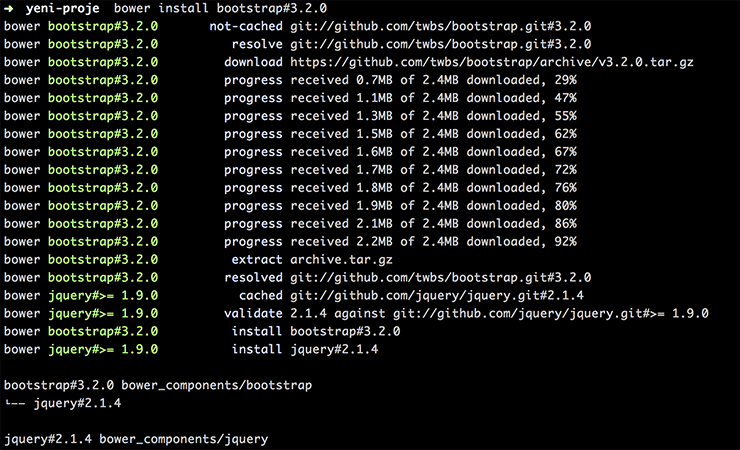 ➜  yeni-proje  bower install bootstrap#3.2.0
bower bootstrap#3.2.0       not-cached git://github.com/twbs/bootstrap.git#3.2.0
bower bootstrap#3.2.0          resolve git://github.com/twbs/bootstrap.git#3.2.0
bower bootstrap#3.2.0         download https://github.com/twbs/bootstrap/archive/v3.2.0.tar.gz
bower bootstrap#3.2.0         progress received 0.7MB of 2.4MB downloaded, 29%
bower bootstrap#3.2.0         progress received 1.1MB of 2.4MB downloaded, 47%
bower bootstrap#3.2.0         progress received 1.3MB of 2.4MB downloaded, 55%
bower bootstrap#3.2.0         progress received 1.5MB of 2.4MB downloaded, 62%
bower bootstrap#3.2.0         progress received 1.6MB of 2.4MB downloaded, 67%
bower bootstrap#3.2.0         progress received 1.7MB of 2.4MB downloaded, 72%
bower bootstrap#3.2.0         progress received 1.8MB of 2.4MB downloaded, 76%
bower bootstrap#3.2.0         progress received 1.9MB of 2.4MB downloaded, 80%
bower bootstrap#3.2.0         progress received 2.1MB of 2.4MB downloaded, 86%
bower bootstrap#3.2.0         progress received 2.2MB of 2.4MB downloaded, 92%
bower bootstrap#3.2.0          extract archive.tar.gz
bower bootstrap#3.2.0         resolved git://github.com/twbs/bootstrap.git#3.2.0
bower jquery#>= 1.9.0           cached git://github.com/jquery/jquery.git#2.1.4
bower jquery#>= 1.9.0         validate 2.1.4 against git://github.com/jquery/jquery.git#>= 1.9.0
bower bootstrap#3.2.0          install bootstrap#3.2.0
bower jquery#>= 1.9.0          install jquery#2.1.4

bootstrap#3.2.0 bower_components/bootstrap
└── jquery#2.1.4

jquery#2.1.4 bower_components/jquery